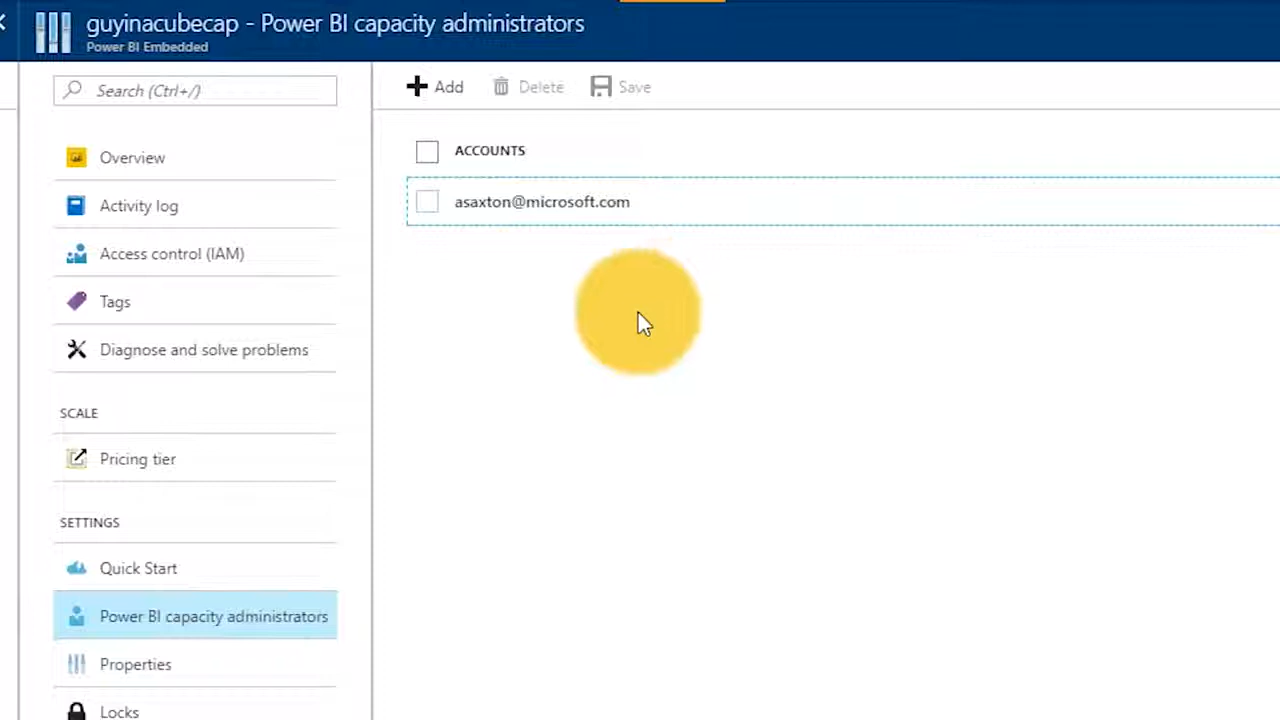 guyinacubecap - Power BI capacity administrators
Power BI Embedded
Search (Ctrl+/)
Overview
Activity log
Access control (IAM)
Tags
Diagnose and solve problems
SCALE
Pricing tier
SETTINGS
Quick Start
Power BI capacity administrators
Properties
Locks
Add Delete Save
ACCOUNTS
asaxton@microsoft.com